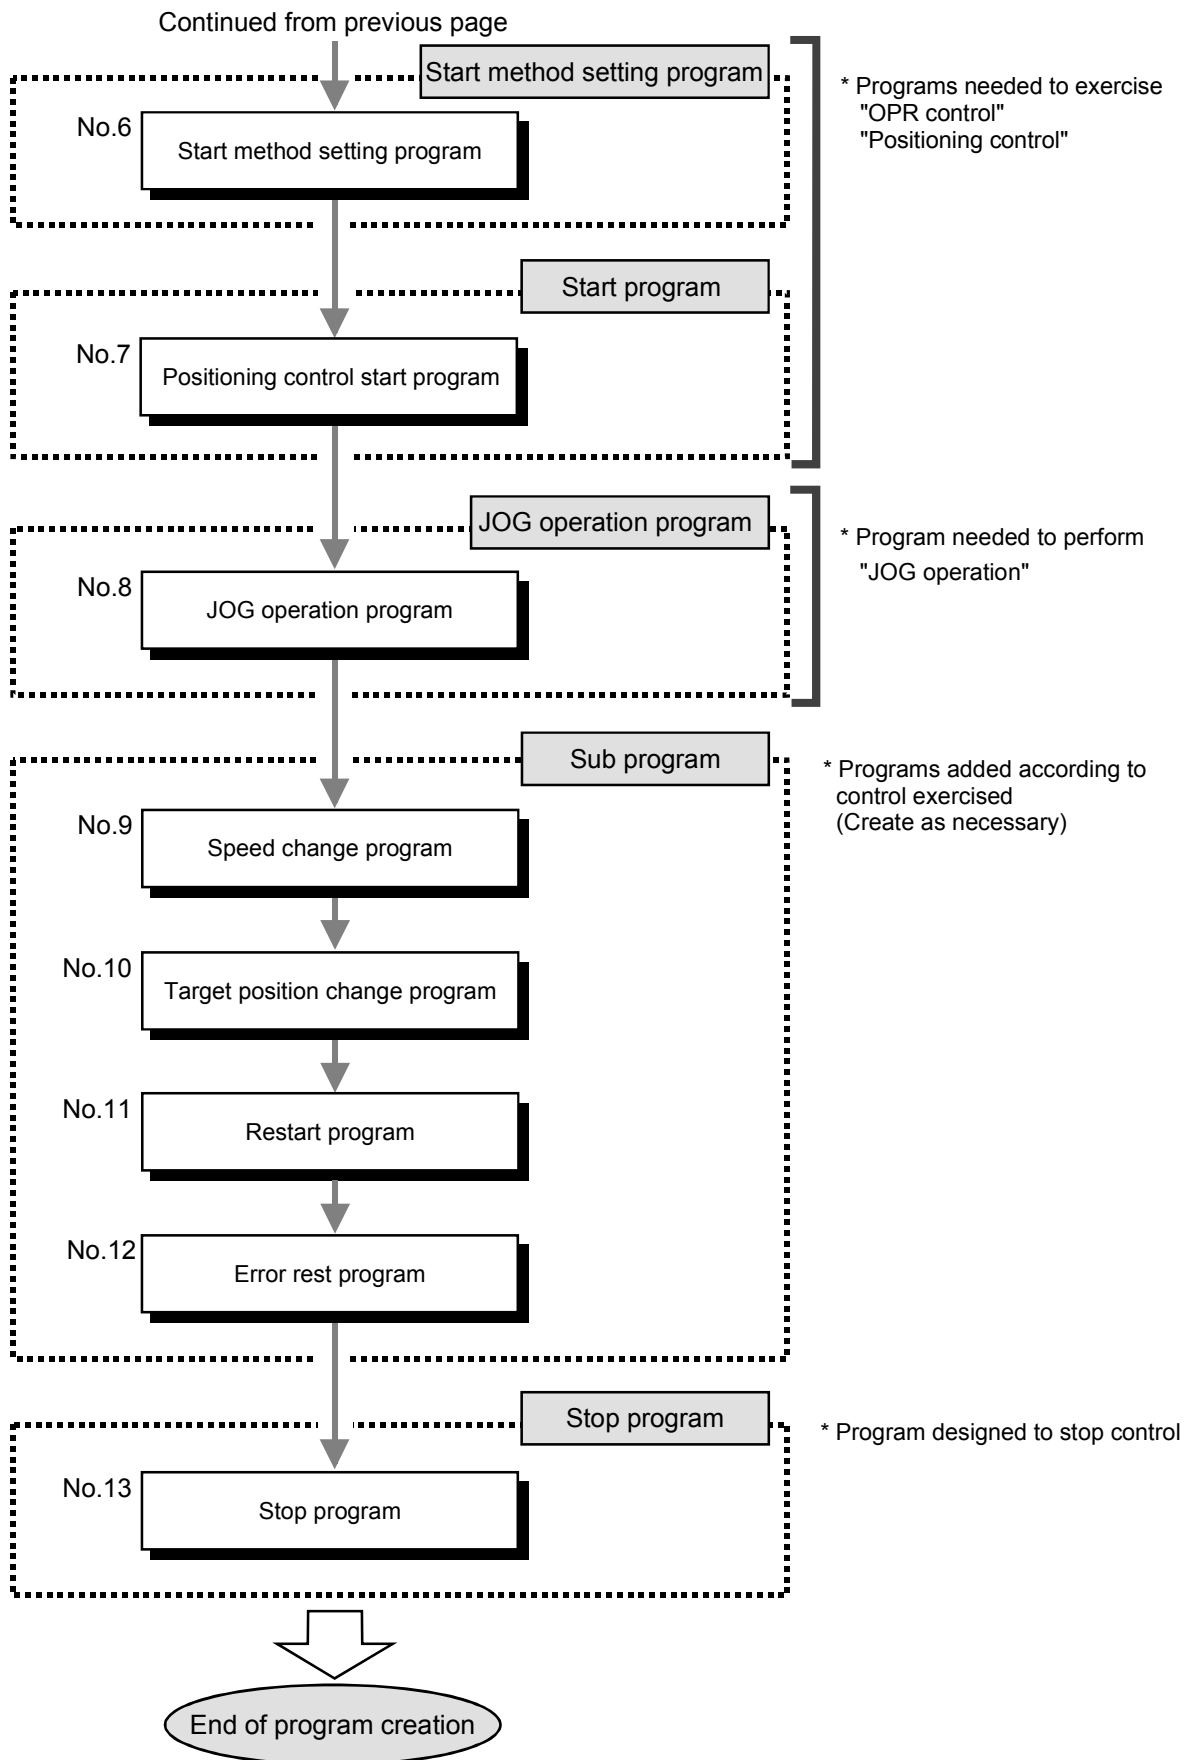 Continued from previous page
Start method setting program
* Programs needed to exercise
"OPR control"
"Positioning control"
No.6
Start method setting program
Start program
No.7
Positioning control start program
JOG operation program
* Program needed to perform
"JOG operation"
No.8
JOG operation program
Sub program
* Programs added according to
control exercised
(Create as necessary)
No.9
Speed change program
No.10
Target position change program
No.11
Restart program
No.12
Error rest program
Stop program
* Program designed to stop control
No.13
Stop program
End of program creation